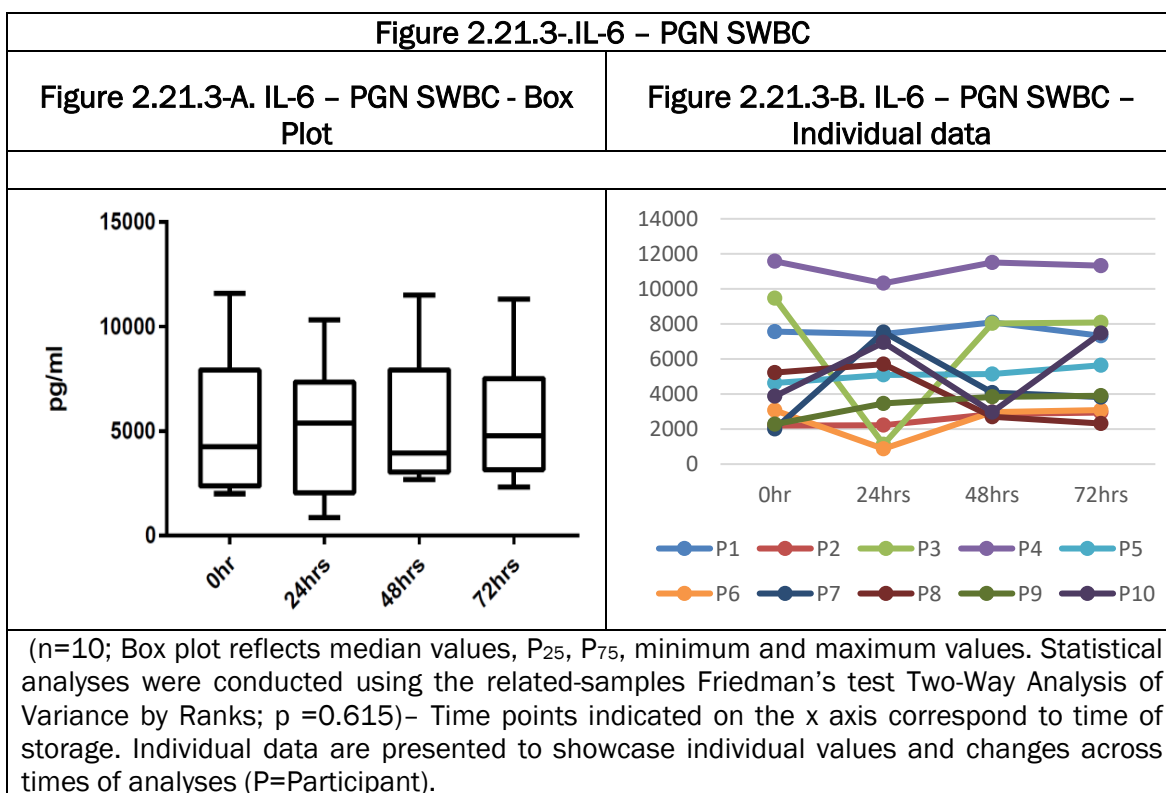 Figure 2.21.3-.IL-6 – PGN SWBC
Figure 2.21.3-A. IL-6 – PGN SWBC - Box
Plot
Figure 2.21.3-B. IL-6 – PGN SWBC –
Individual data
15000
10000
5000
0
pg/ml
0hr
24hrs
48hrs
72hrs
14000
12000
10000
8000
6000
4000
2000
0
0hr 24hrs 48hrs 72hrs
P1 P2 P3 P4 P5
P6 P7 P8 P9 P10
(n=10; Box plot reflects median values, P25, P75, minimum and maximum values. Statistical
analyses were conducted using the related-samples Friedman’s test Two-Way Analysis of
Variance by Ranks; p =0.615)– Time points indicated on the x axis correspond to time of
storage. Individual data are presented to showcase individual values and changes across
times of analyses (P=Participant).